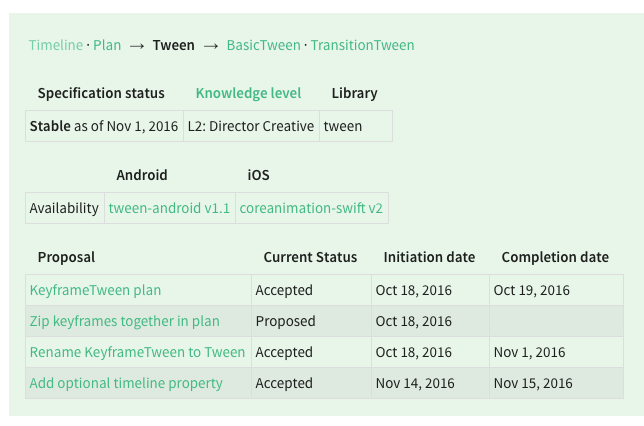 Timeline · Plan → Tween → BasicTween · TransitionTween
Specification status Knowledge level Library
Stable as of Nov 1, 2016 L2: Director Creative tween
Android iOS
Availability tween-android v1.1 coreanimation-swift v2
Proposal Current Status Initiation date Completion date
KeyframeTween plan Accepted Oct 18, 2016 Oct 19, 2016
Zip keyframes together in plan Proposed Oct 18, 2016
Rename KeyframeTween to Tween Accepted Oct 18, 2016 Nov 1, 2016
Add optional timeline property Accepted Nov 14, 2016 Nov 15, 2016